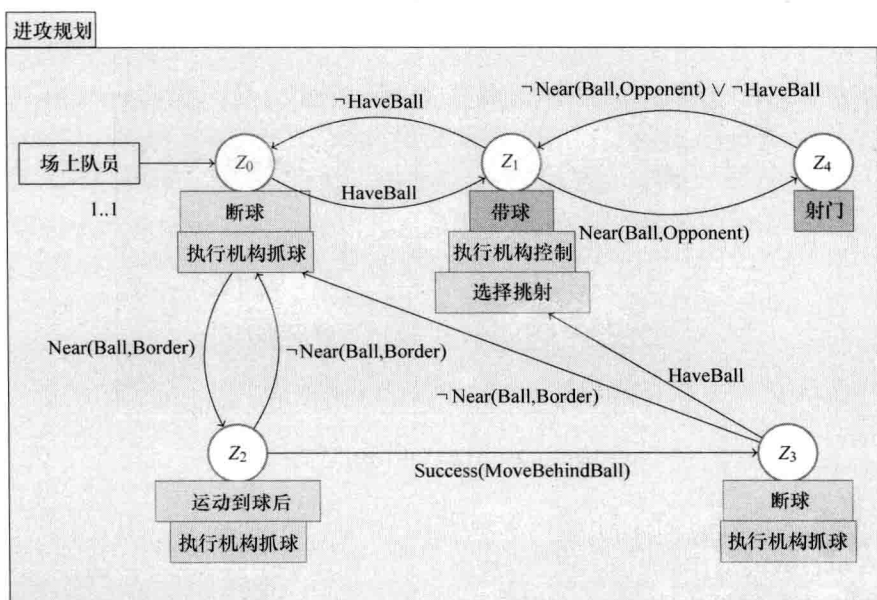 进攻规划
¬Near(Ball,Opponent) ∨ ¬HaveBall
¬HaveBall
场上队员
Z0
Z1
Z4
1..1
HaveBall
断球
带球
射门
执行机构抓球
执行机构控制
Near(Ball,Opponent)
选择挑射
Near(Ball,Border)
¬Near(Ball,Border)
HaveBall
¬Near(Ball,Border)
Z2
Z3
Success(MoveBehindBall)
运动到球后
断球
执行机构抓球
执行机构抓球